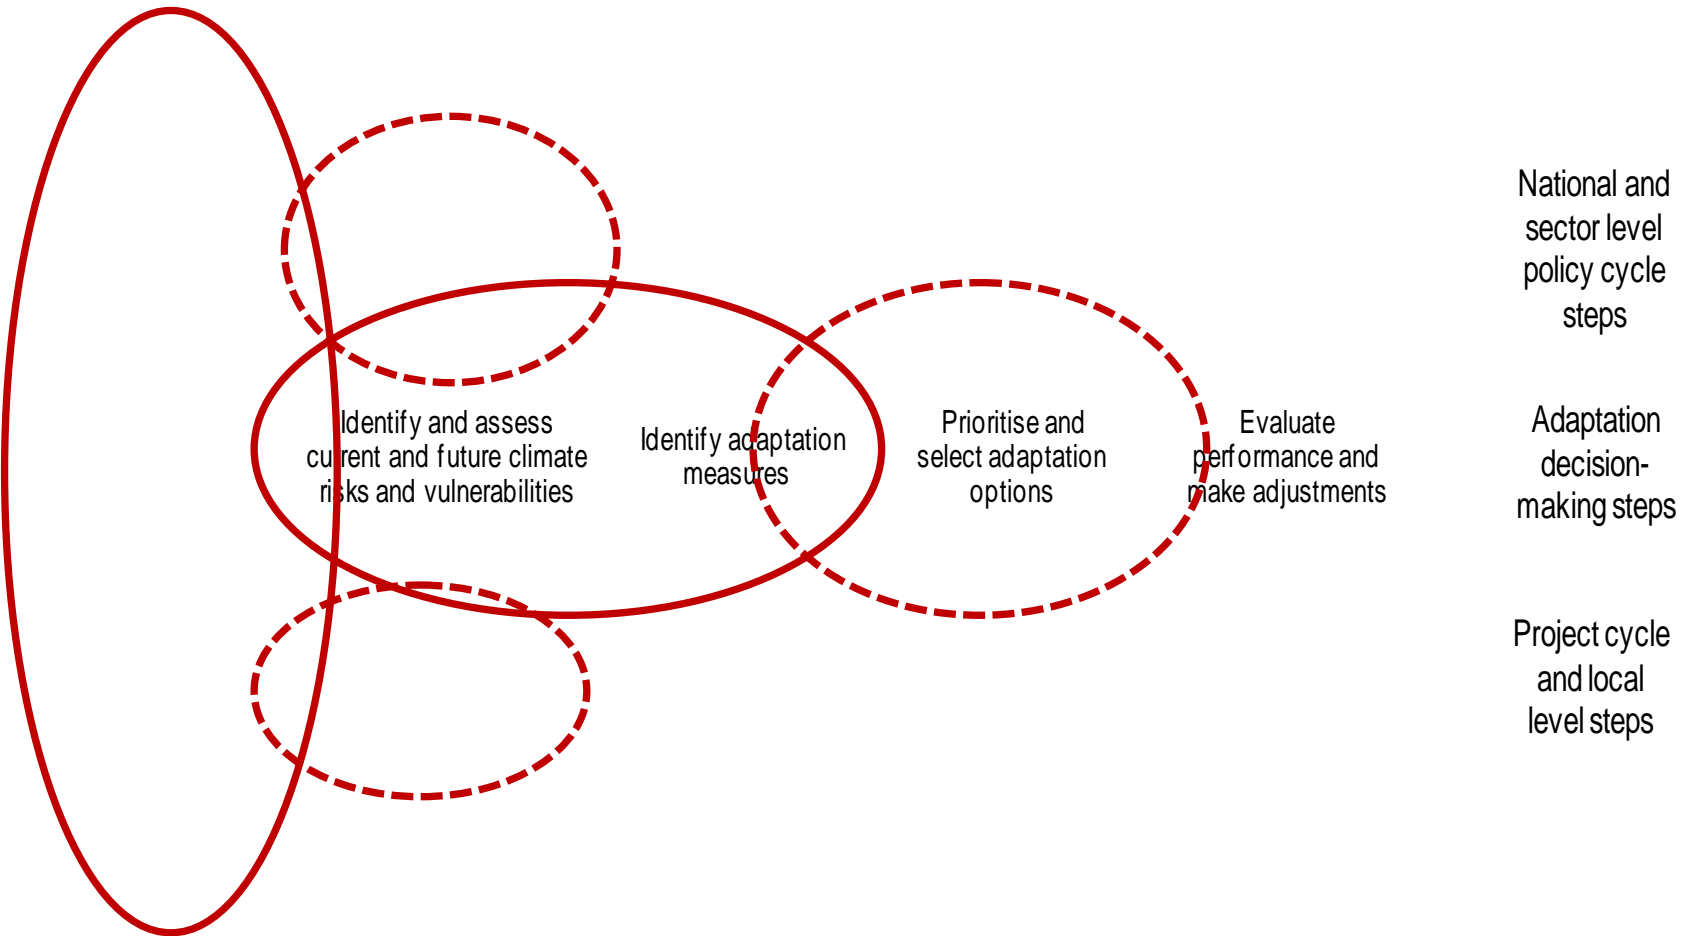 National and
sector level
policy cycle
steps
Identify and assess
current and future climate
risks and vulnerabilities
Identify adaptation
measures
Prioritise and
select adaptation
options
Evaluate
performance and
make adjustments
Adaptation
decision-
making steps
Project cycle
and local
level steps